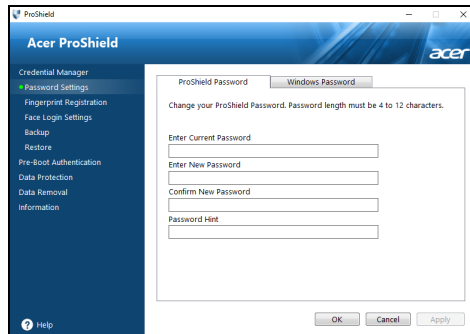 ProShield
Acer ProShield
acer
Credential Manager
Password Settings
Fingerprint Registration
Face Login Settings
Backup
Restore
Pre-Boot Authentication
Data Protection
Data Removal
Information
? Help
ProShield Password
Windows Password
Change your ProShield Password. Password length must be 4 to 12 characters.
Enter Current Password
Enter New Password
Confirm New Password
Password Hint
OK
Cancel
Apply